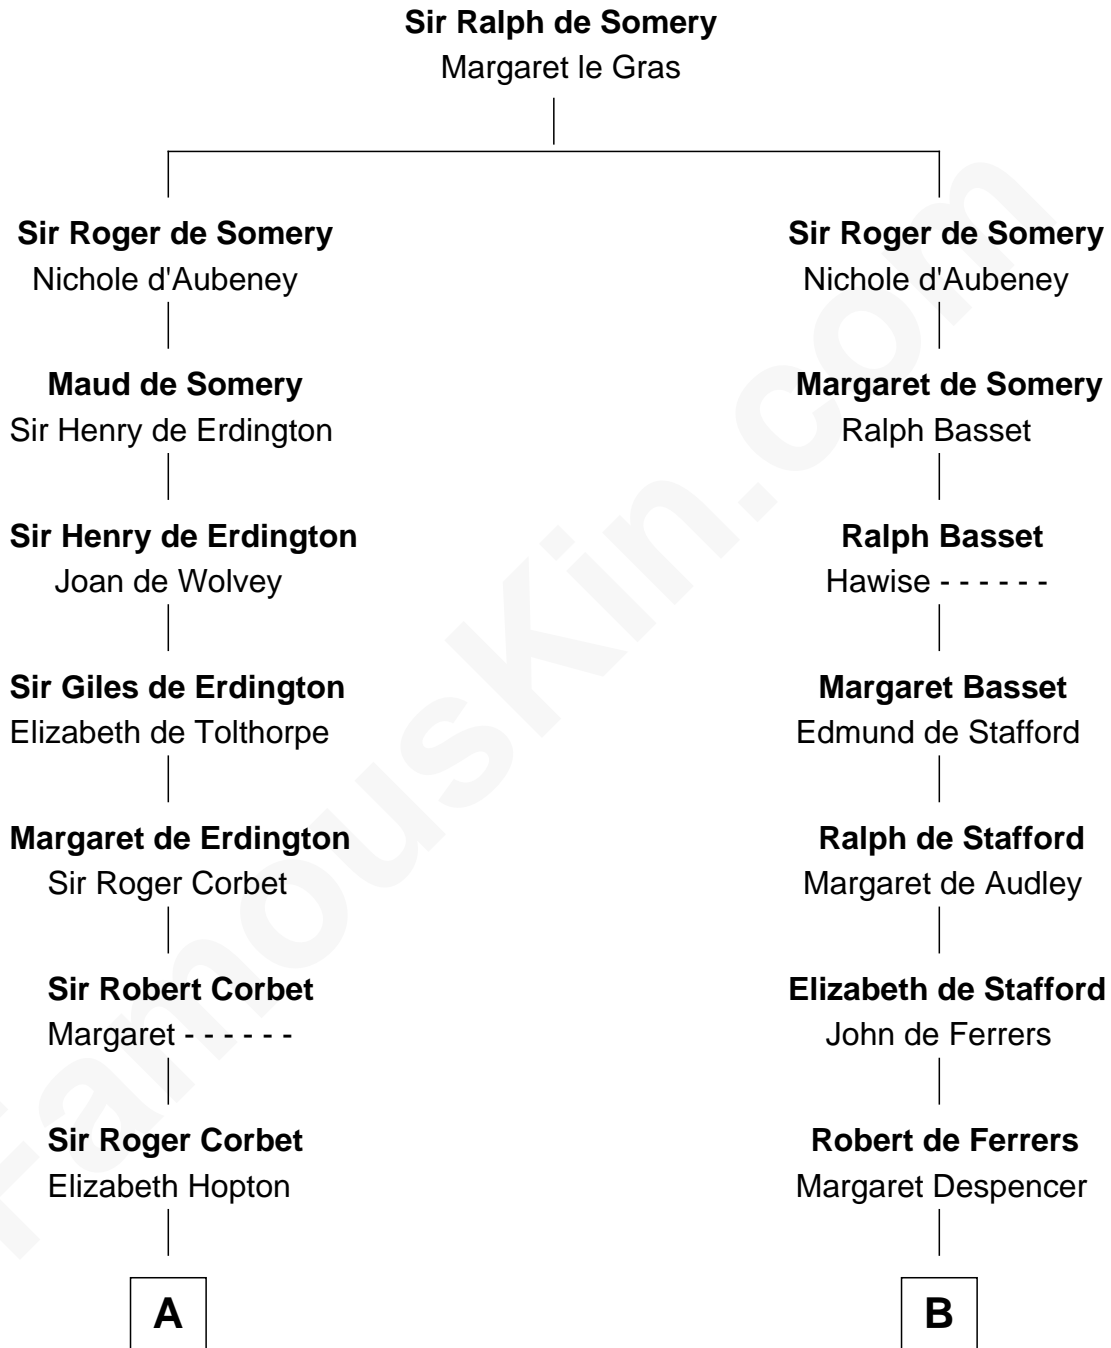 Sir Ralph de Somery
Margaret le Gras
Sir Roger de Somery
Nichole d'Aubeney
Maud de Somery
Sir Henry de Erdington
Sir Henry de Erdington
Joan de Wolvey
Sir Giles de Erdington
Elizabeth de Tolthorpe
Margaret de Erdington
Sir Roger Corbet
Sir Robert Corbet
Margaret - - - - - -
Sir Roger Corbet
Elizabeth Hopton
A
Sir Roger de Somery
Nichole d'Aubeney
Margaret de Somery
Ralph Basset
Ralph Basset
Hawise - - - - - -
Margaret Basset
Edmund de Stafford
Ralph de Stafford
Margaret de Audley
Elizabeth de Stafford
John de Ferrers
Robert de Ferrers
Margaret Despencer
B
FamousKin.com